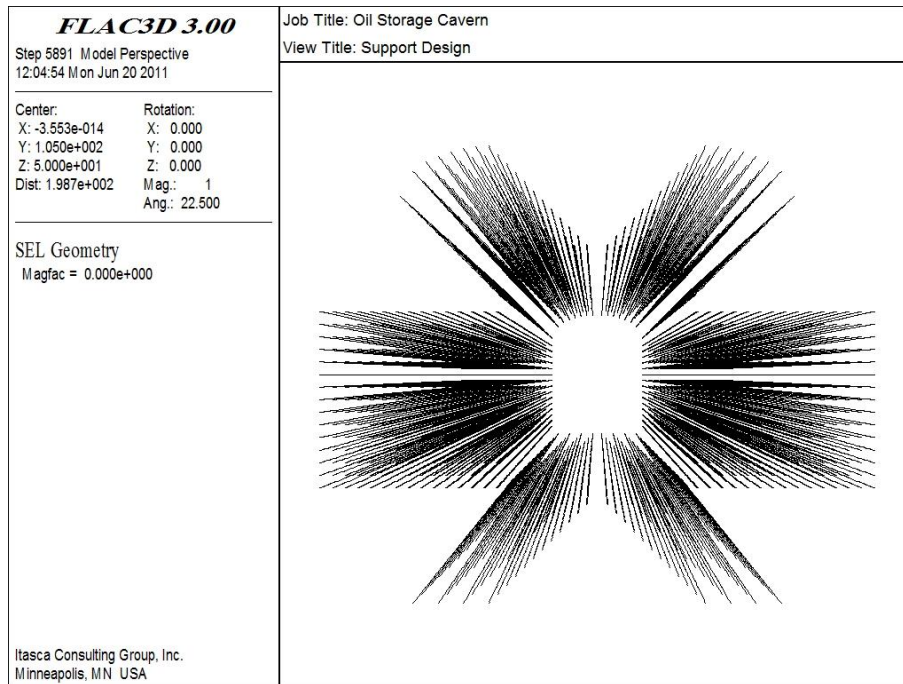 FLAC3D 3.00
Step 5891 Model Perspective
12:04:54 Mon Jun 20 2011
Center:
X: -3.553e-014
Y: 1.050e+002
Z: 5.000e+001
Dist: 1.987e+002
Rotation:
X: 0.000
Y: 0.000
Z: 0.000
Mag.: 1
Ang.: 22.500
SEL Geometry
Magfac = 0.000e+000
Itasca Consulting Group, Inc.
Minneapolis, MN USA
Job Title: Oil Storage Cavern
View Title: Support Design